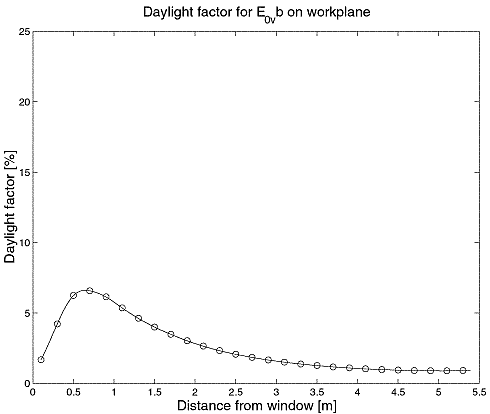 Daylight factor for E0vb on workplane
25
20
15
10
5
0
Daylight factor [%]
0 0.5 1 1.5 2 2.5 3 3.5 4 4.5 5 5.5
Distance from window [m]